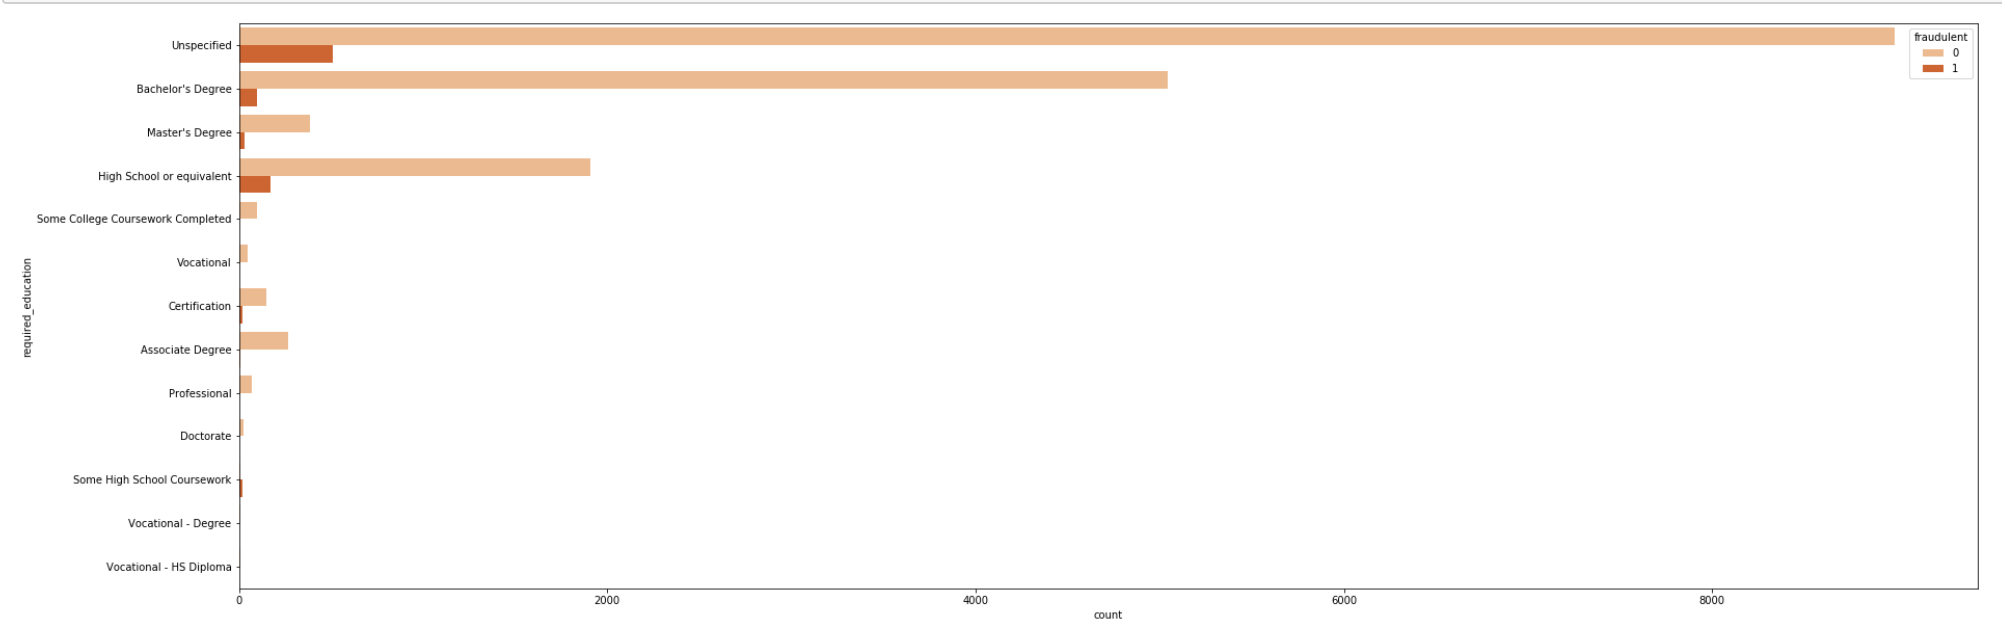 fraudulent
0
1
Unspecified
Bachelor's Degree
Master's Degree
High School or equivalent
Some College Coursework Completed
Vocational
Certification
Associate Degree
Professional
Doctorate
Some High School Coursework
Vocational - Degree
Vocational - HS Diploma
required_education
0 2000 4000 6000 8000
count